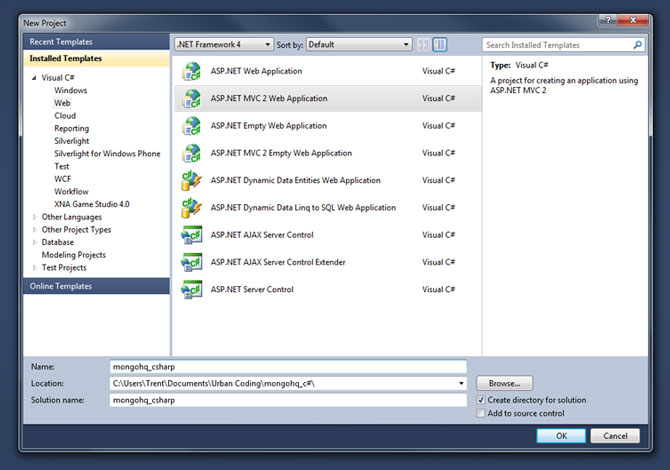 New Project
Recent Templates
.NET Framework 4 Sort by: Default
Search Installed Templates
Installed Templates
Visual C#
Windows
Web
Cloud
Reporting
Silverlight
Silverlight for Windows Phone
Test
WCF
Workflow
XNA Game Studio 4.0
Other Languages
Other Project Types
Database
Modeling Projects
Test Projects
Online Templates
ASP.NET Web Application Visual C#
ASP.NET MVC 2 Web Application Visual C#
ASP.NET Empty Web Application Visual C#
ASP.NET MVC 2 Empty Web Application Visual C#
ASP.NET Dynamic Data Entities Web Application Visual C#
ASP.NET Dynamic Data Linq to SQL Web Application Visual C#
ASP.NET AJAX Server Control Visual C#
ASP.NET AJAX Server Control Extender Visual C#
ASP.NET Server Control Visual C#
Type: Visual C#
A project for creating an application using
ASP.NET MVC 2
Name: mongohq_csharp
Location: C:\Users\Trent\Documents\Urban Coding\mongohq_c#\ Browse...
Solution name: mongohq_csharp
Create directory for solution
Add to source control
OK Cancel